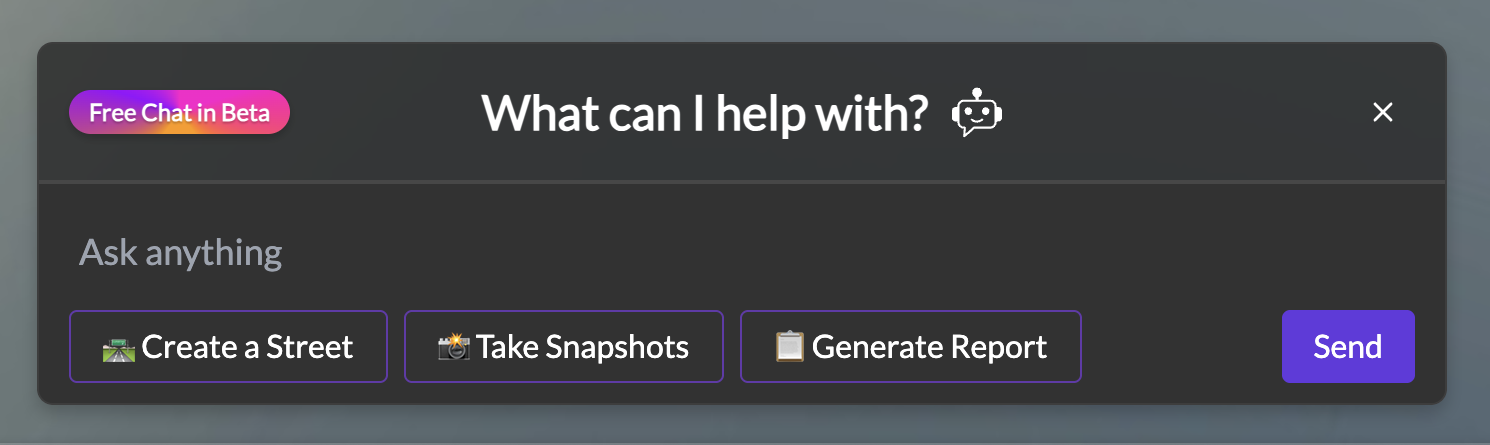 Free Chat in Beta
What can I help with?
Ask anything
Create a Street
Take Snapshots
Generate Report
Send